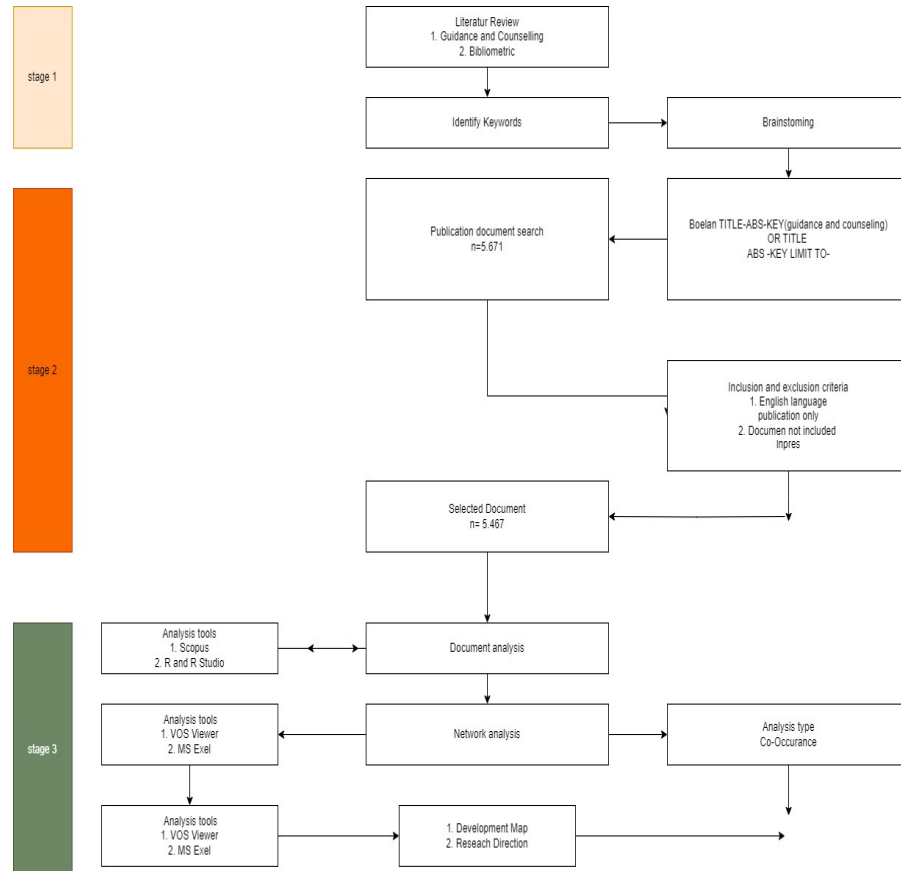 Literatur Review
1. Guidance and Counselling
2. Bibliometric
stage 1
Identify Keywords
Brainstoming
Publication document search
n=5.671
Boelan TITLE-ABS-KEY(guidance and counseling)
OR TITLE
ABS -KEY LIMIT TO-
stage 2
Inclusion and exclusion criteria
1. English language
publication only
2. Documen not included
Inpres
Selected Document
n= 5.467
Analysis tools
1. Scopus
2. R and R Studio
Document analysis
stage 3
Analysis tools
1. VOS Viewer
2. MS Exel
Network analysis
Analysis type
Co-Occurance
Analysis tools
1. VOS Viewer
2. MS Exel
1. Development Map
2. Reseach Direction